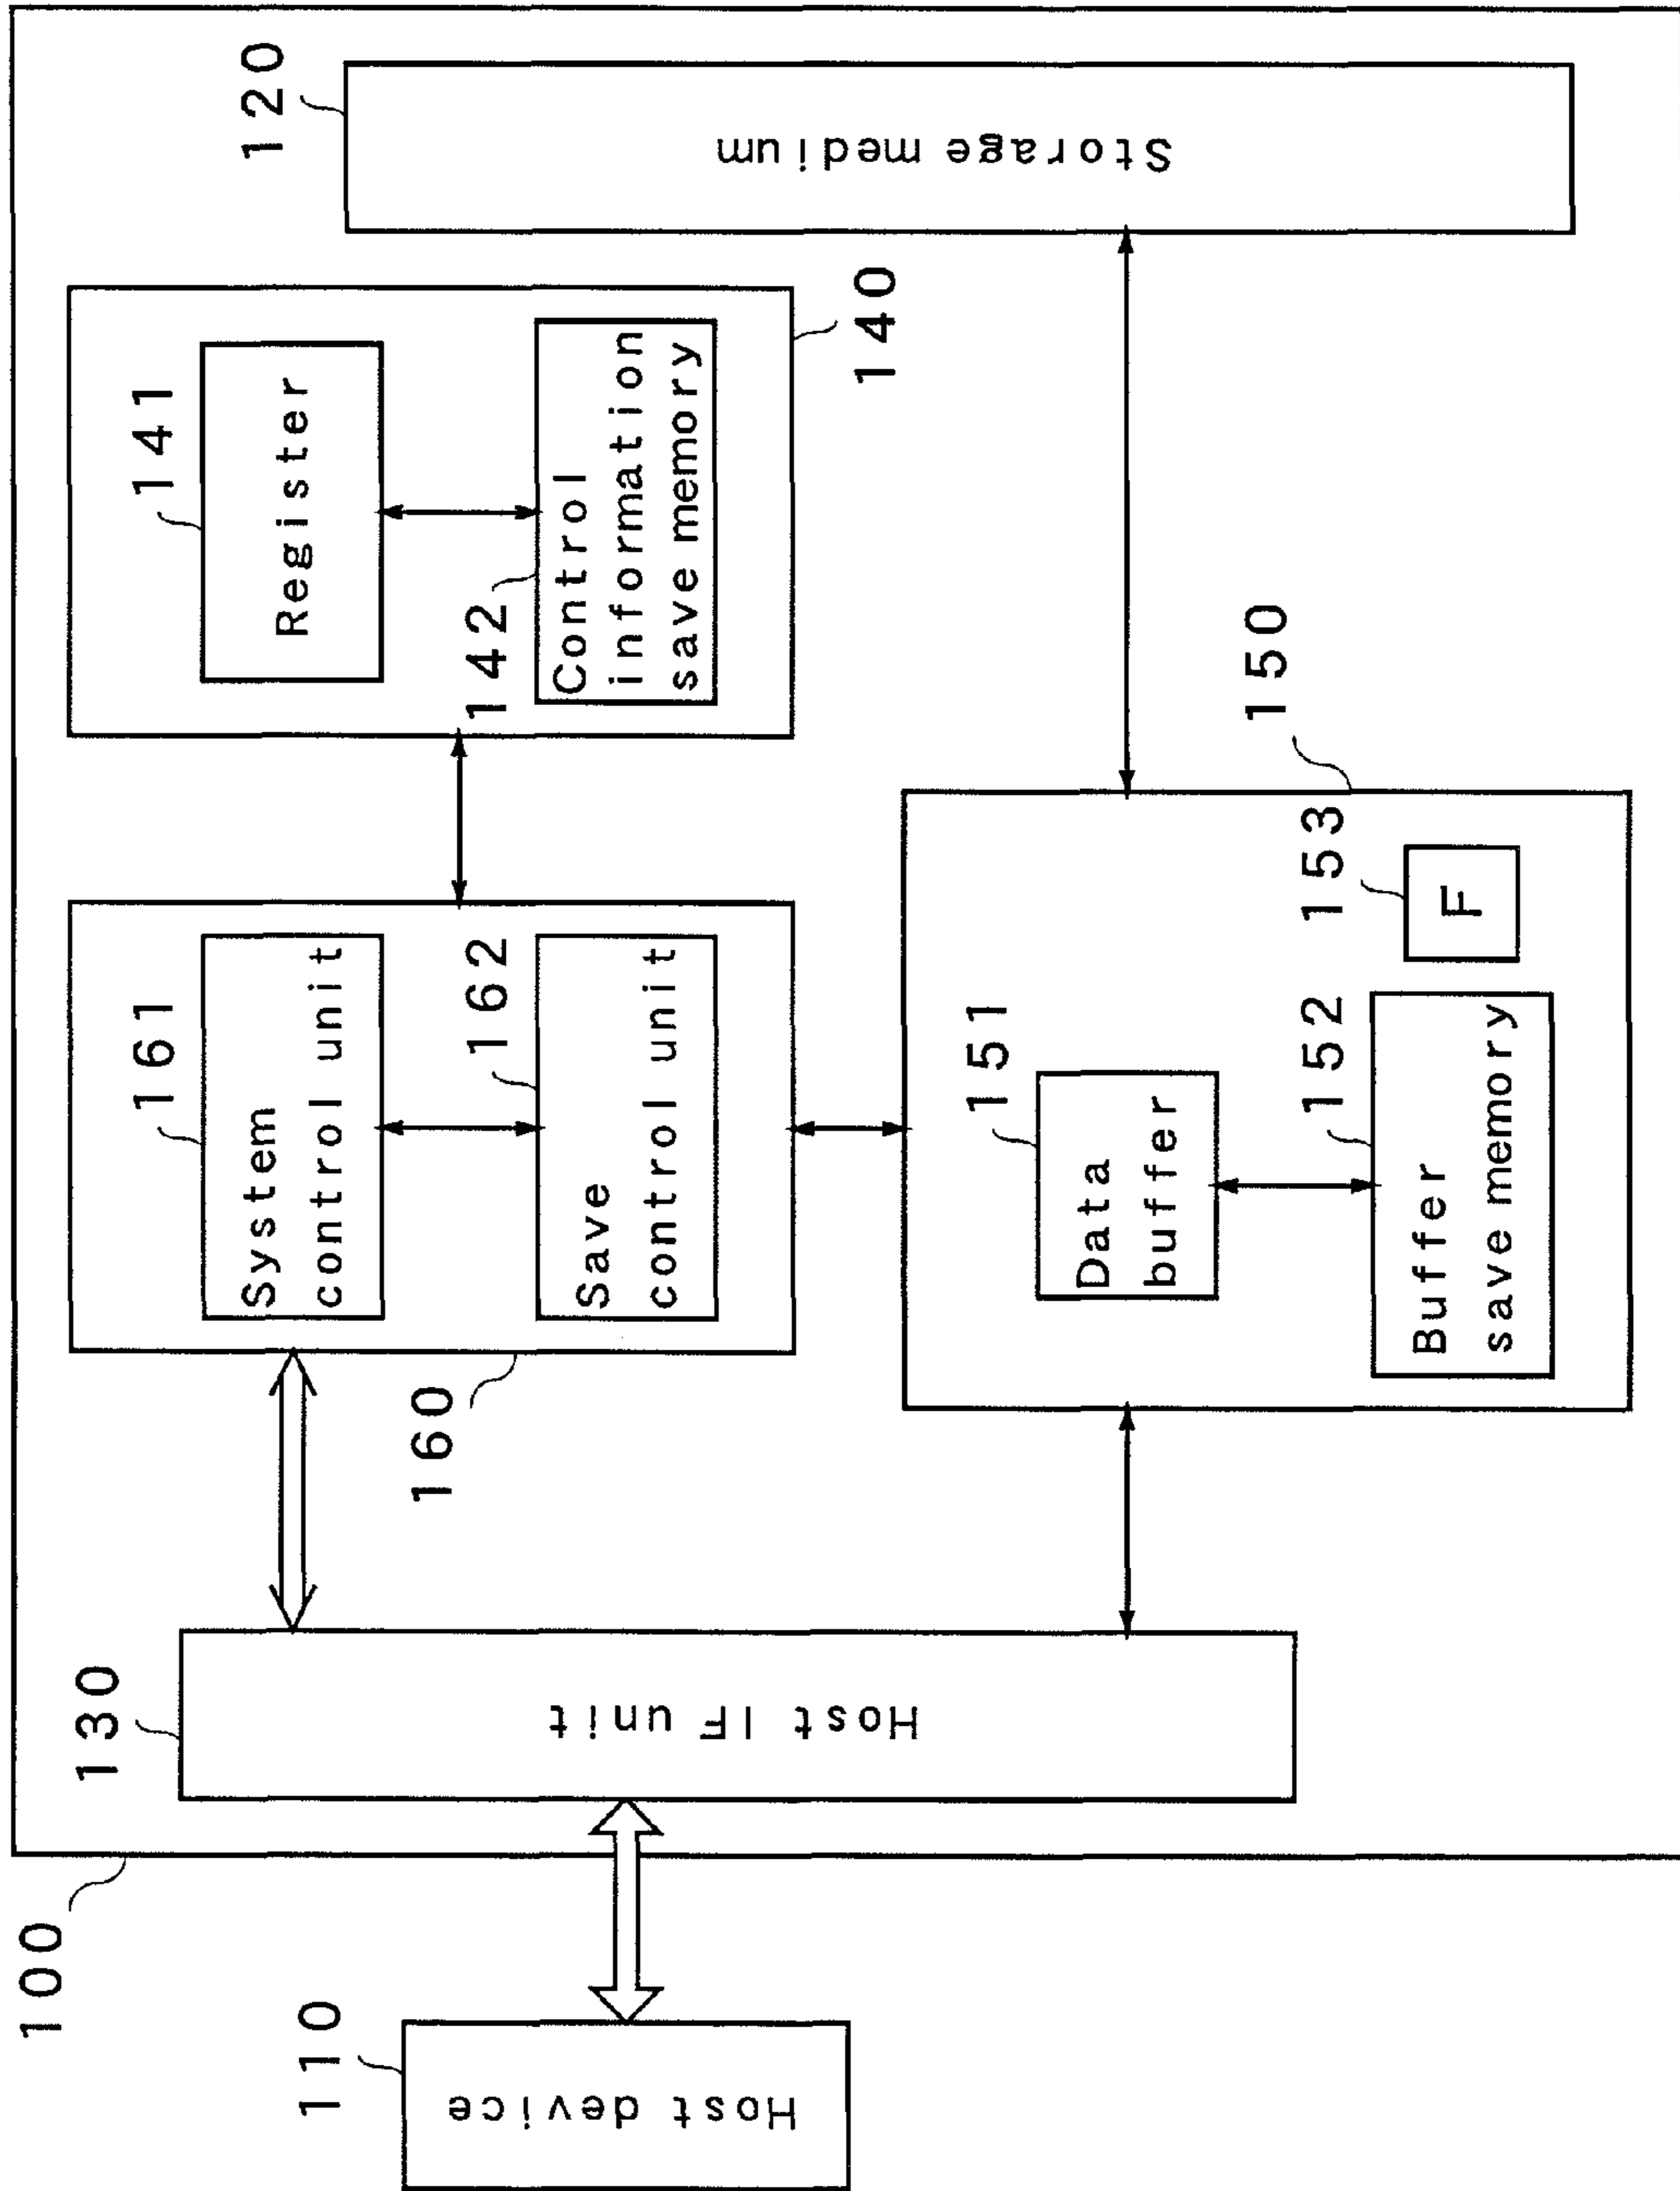 100
110
Host device
130
Host IF unit
160
161
System
control unit
162
Save
control unit
141
Register
142
Control
information
save memory
140
150
151
Data
buffer
152
Buffer
save memory
153
F
120
Storage medium